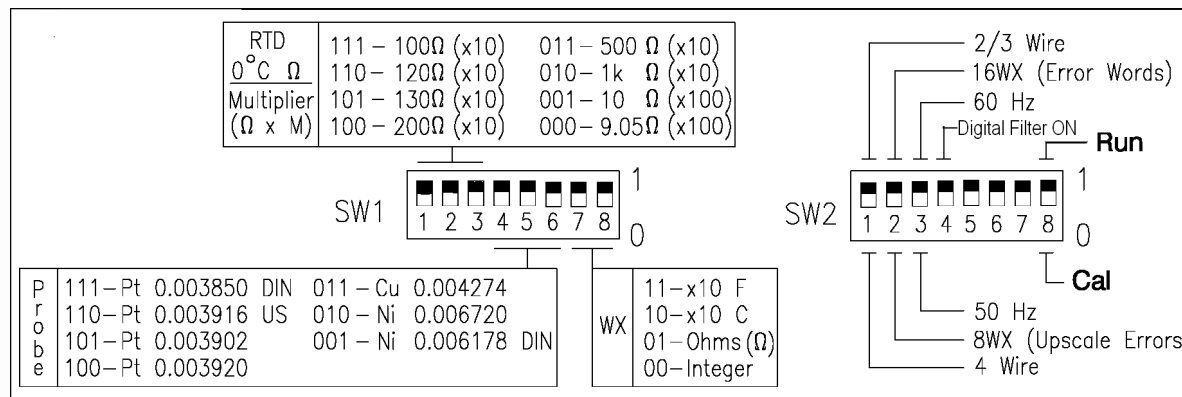 RTD
0°C Ω
Multiplier
(Ω x M)
111 – 100Ω (x10) 011 – 500 Ω (x10)
110 – 120Ω (x10) 010 – 1k Ω (x10)
101 – 130Ω (x10) 001 – 10 Ω (x100)
100 – 200Ω (x10) 000 – 9.05Ω (x100)
SW1
1 2 3 4 5 6 7 8
1
0
Probe
111–Pt 0.003850 DIN 011–Cu 0.004274
110–Pt 0.003916 US 010–Ni 0.006720
101–Pt 0.003902 001–Ni 0.006178 DIN
100–Pt 0.003920
WX
11–x10 F
10–x10 C
01–Ohms (Ω)
00–Integer
2/3 Wire
16WX (Error Words)
60 Hz
Digital Filter ON
Run
SW2
1 2 3 4 5 6 7 8
1
0
Cal
50 Hz
8WX (Upscale Errors
4 Wire